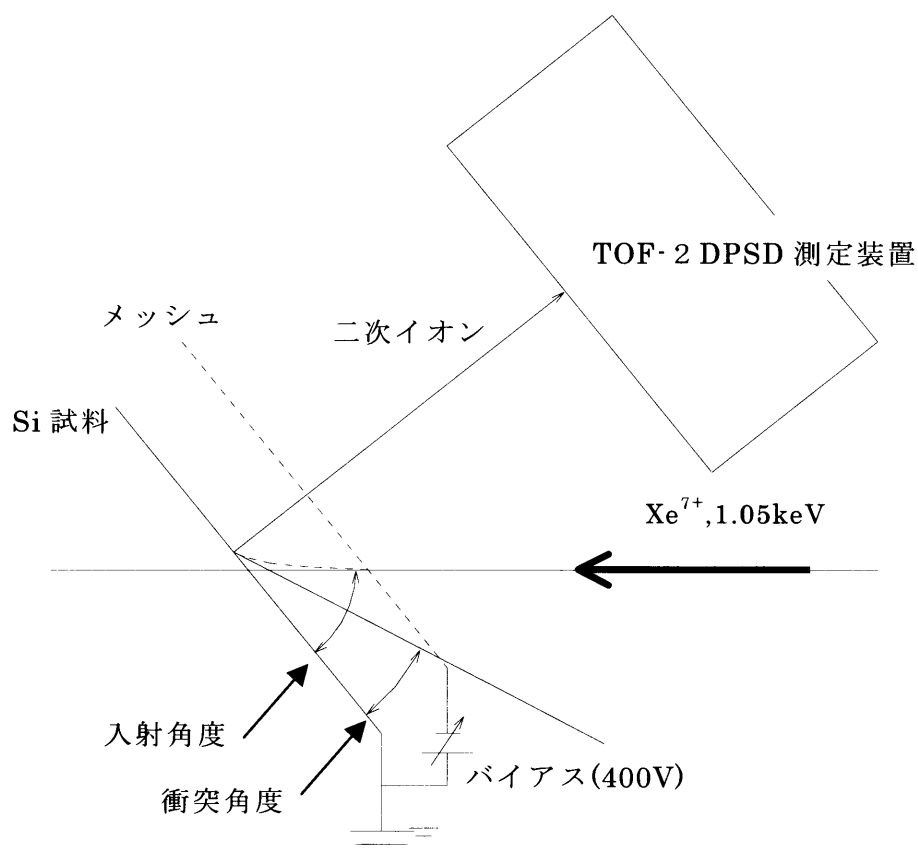 TOF-２DPSD 測定装置
メッシュ
二次イオン
Si 試料
Xe7+,1.05keV
入射角度
衝突角度
バイアス(400V)